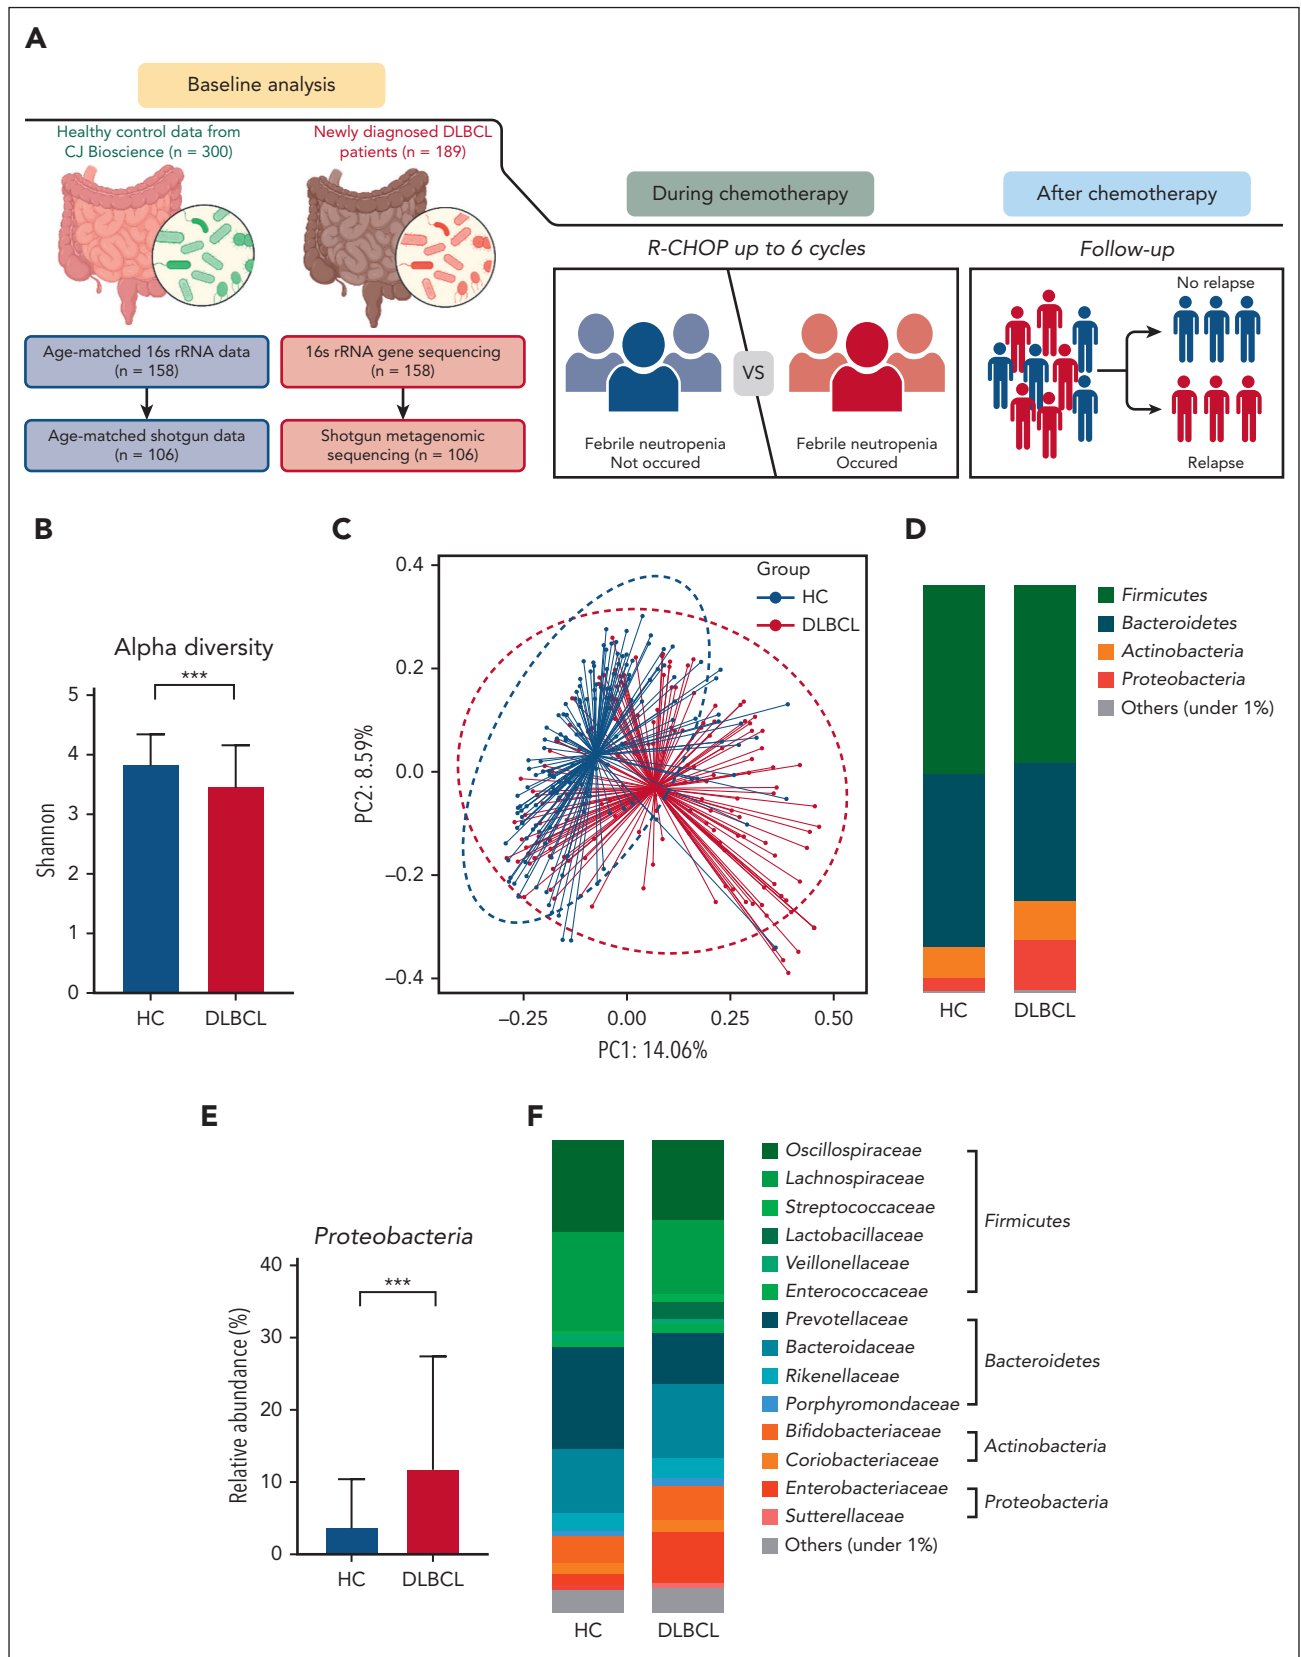 A
Baseline analysis
Healthy control data from
CJ Bioscience (n = 300)
Newly diagnosed DLBCL
patients (n = 189)
Age-matched 16s rRNA data
(n = 158)
16s rRNA gene sequencing
(n = 158)
Age-matched shotgun data
(n = 106)
Shotgun metagenomic
sequencing (n = 106)
During chemotherapy
R-CHOP up to 6 cycles
VS
Febrile neutropenia
Not occured
Febrile neutropenia
Occured
After chemotherapy
Follow-up
No relapse
Relapse
B
Alpha diversity
***
Shannon
5
4
3
2
1
0
HC
DLBCL
C
Group
HC
DLBCL
PC2: 8.59%
0.4
0.2
0.0
–0.2
–0.4
–0.25
0.00
0.25
0.50
PC1: 14.06%
D
HC
DLBCL
Firmicutes
Bacteroidetes
Actinobacteria
Proteobacteria
Others (under 1%)
E
Proteobacteria
***
Relative abundance (%)
40
30
20
10
0
HC
DLBCL
F
HC
DLBCL
Oscillospiraceae
Lachnospiraceae
Streptococcaceae
Lactobacillaceae
Veillonellaceae
Enterococcaceae
Firmicutes
Prevotellaceae
Bacteroidaceae
Rikenellaceae
Porphyromondaceae
Bacteroidetes
Bifidobacteriaceae
Coriobacteriaceae
Actinobacteria
Enterobacteriaceae
Sutterellaceae
Proteobacteria
Others (under 1%)